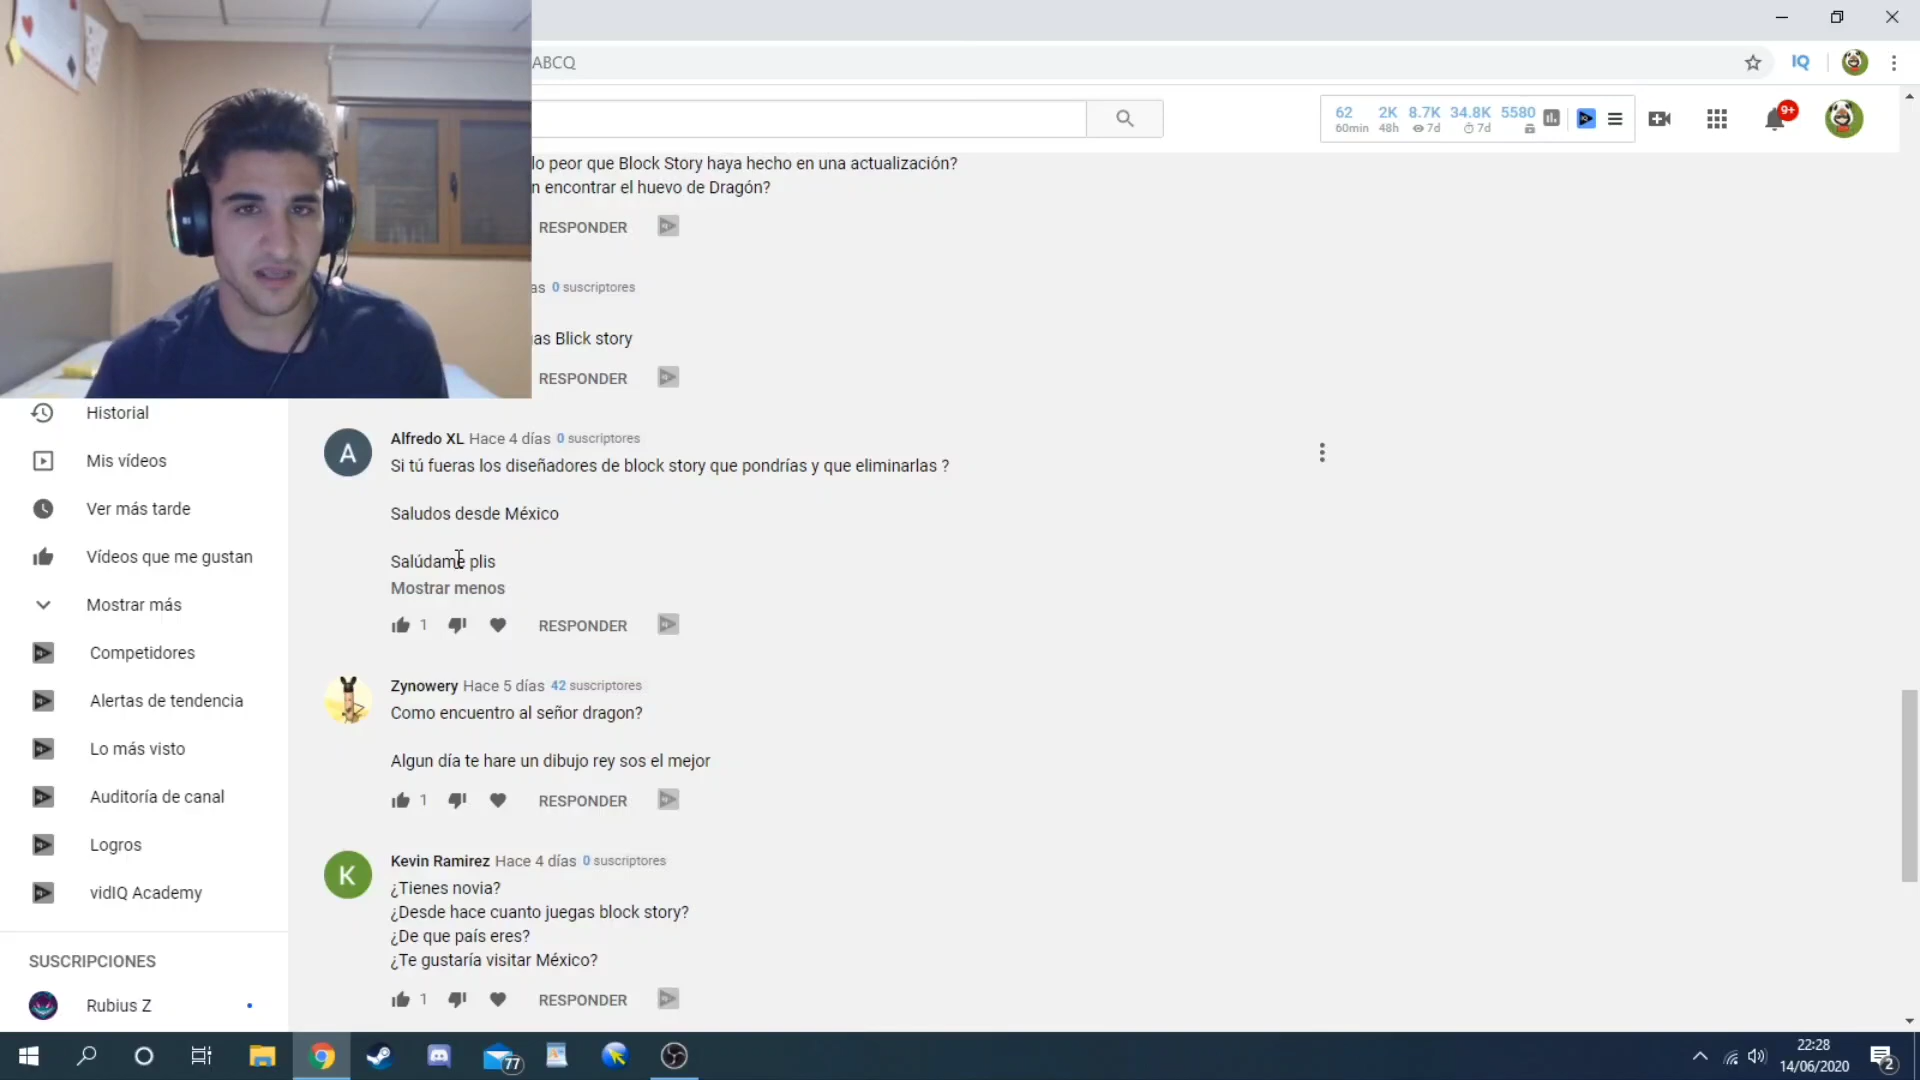 ABCQ
IQ
62 2K 8.7K 34.8K 5580
60min 48h 7d 7d
9+
lo peor que Block Story haya hecho en una actualización?
n encontrar el huevo de Dragón?
RESPONDER
as 0 suscriptores
as Blick story
RESPONDER
Historial
Mis vídeos
Ver más tarde
Vídeos que me gustan
Mostrar más
Competidores
Alertas de tendencia
Lo más visto
Auditoría de canal
Logros
vidIQ Academy
SUSCRIPCIONES
Rubius Z
A
Alfredo XL Hace 4 días 0 suscriptores
Si tú fueras los diseñadores de block story que pondrías y que eliminarlas ?
Saludos desde México
Salúdame plis
Mostrar menos
1 RESPONDER
Zynowery Hace 5 días 42 suscriptores
Como encuentro al señor dragon?
Algun día te hare un dibujo rey sos el mejor
1 RESPONDER
K
Kevin Ramirez Hace 4 días 0 suscriptores
¿Tienes novia?
¿Desde hace cuanto juegas block story?
¿De que país eres?
¿Te gustaría visitar México?
1 RESPONDER
77
22:28
14/06/2020
2